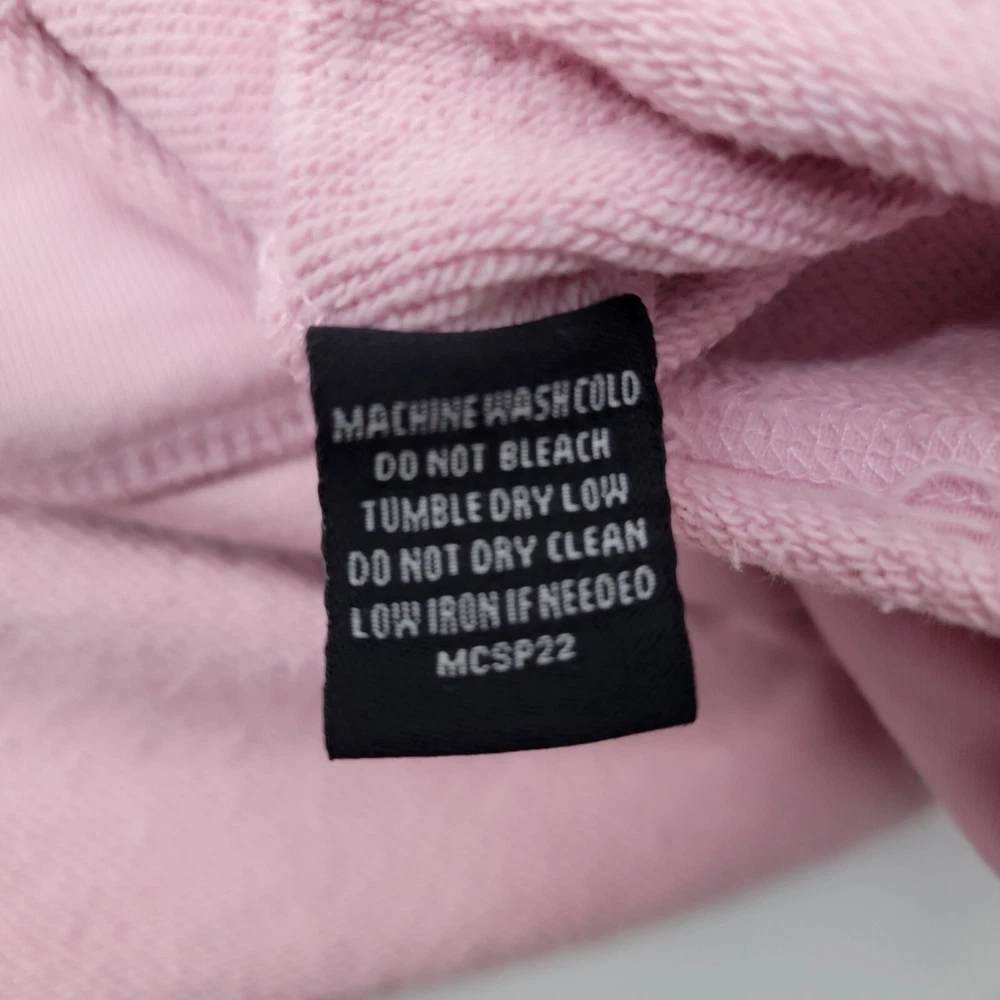 MACHINE WASH COLD
DO NOT BLEACH
TUMBLE DRY LOW
DO NOT DRY CLEAN
LOW IRON IF NEEDED
MCSP22